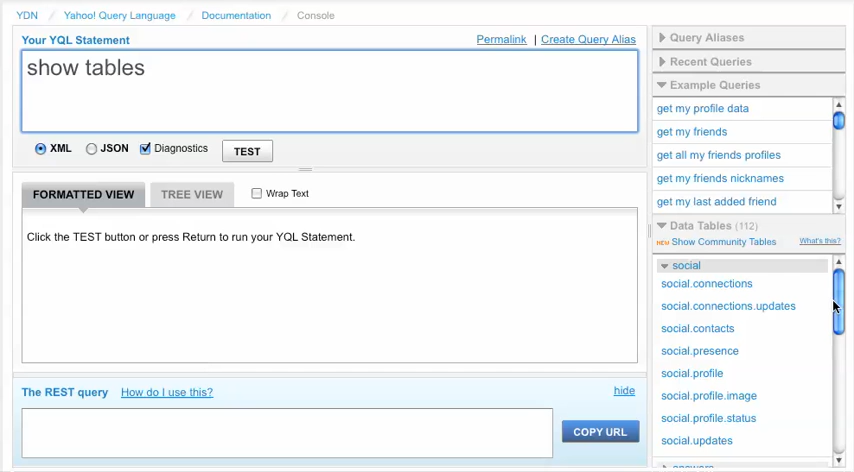 YDN / Yahoo! Query Language / Documentation / Console
Your YQL Statement
Permalink | Create Query Alias
show tables
XML JSON Diagnostics TEST
FORMATTED VIEW TREE VIEW Wrap Text
Click the TEST button or press Return to run your YQL Statement.
The REST query How do I use this? hide
COPY URL
Query Aliases
Recent Queries
Example Queries
get my profile data
get my friends
get all my friends profiles
get my friends nicknames
get my last added friend
Data Tables (112)
NEW Show Community Tables What's this?
social
social.connections
social.connections.updates
social.contacts
social.presence
social.profile
social.profile.image
social.profile.status
social.updates